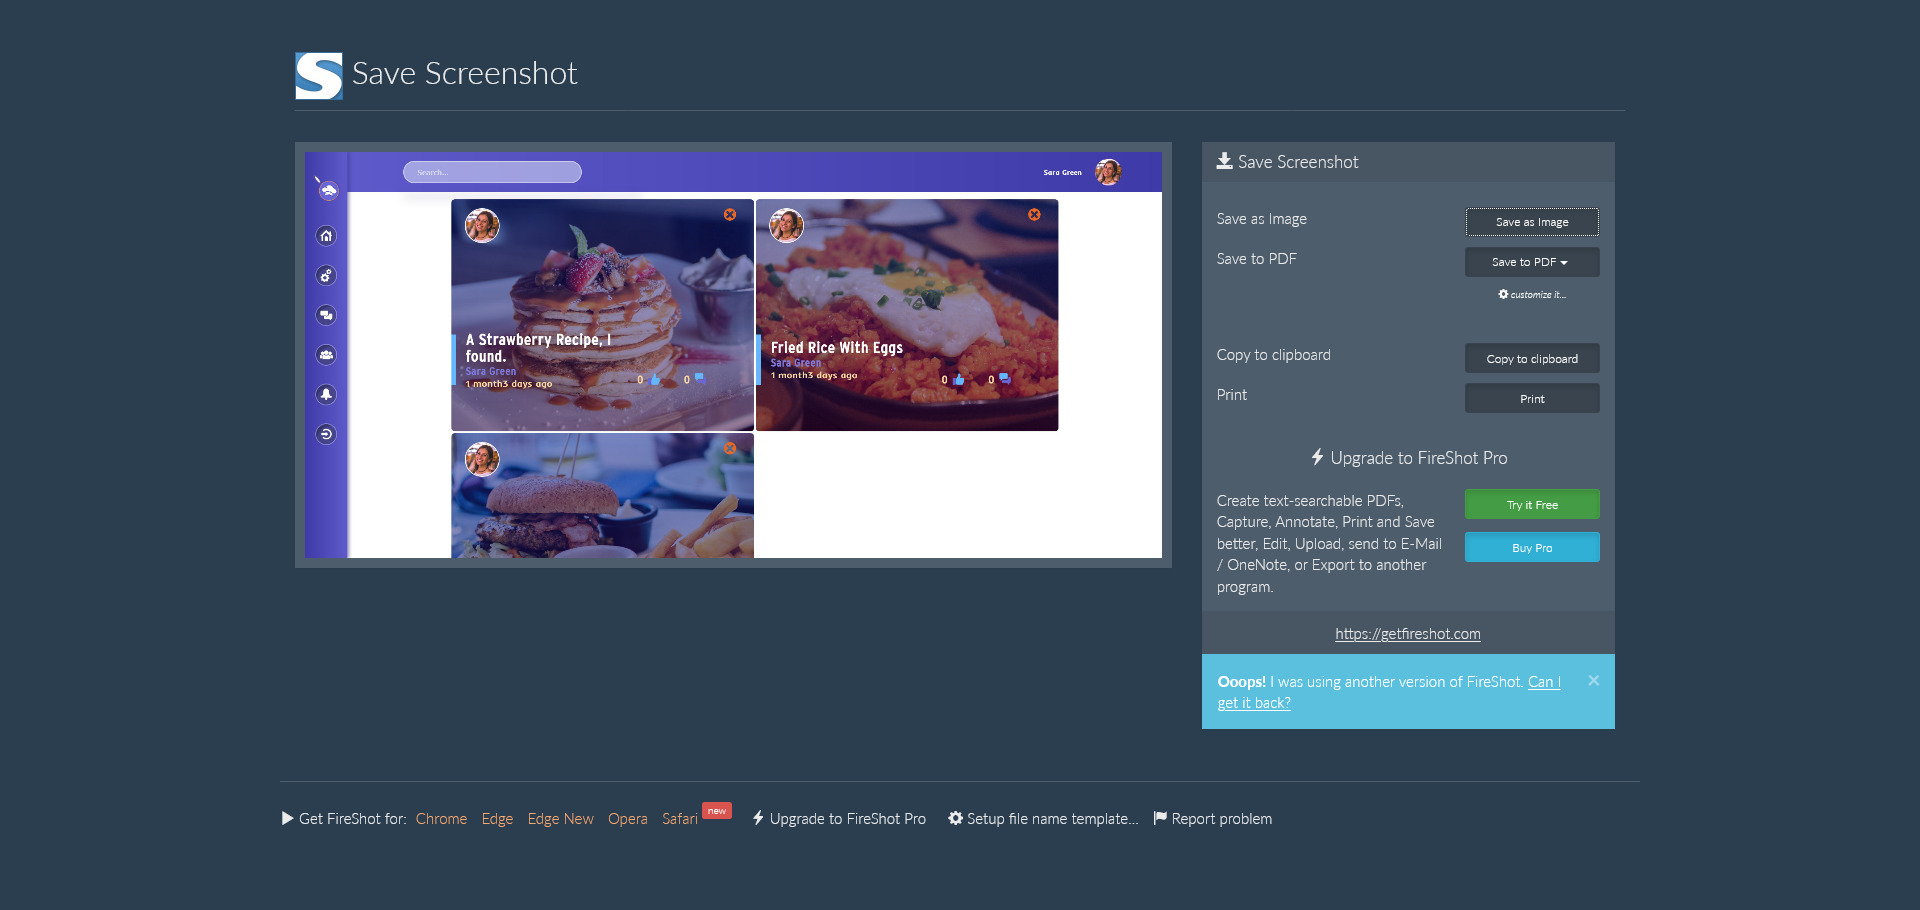 Save Screenshot
Search...
Sara Green
A Strawberry Recipe, I
found.
Sara Green
1 month3 days ago
0
0
Fried Rice With Eggs
Sara Green
1 month3 days ago
0
0
Save Screenshot
Save as Image
Save as Image
Save to PDF
Save to PDF
customize it...
Copy to clipboard
Copy to clipboard
Print
Print
Upgrade to FireShot Pro
Create text-searchable PDFs,
Capture, Annotate, Print and Save
better, Edit, Upload, send to E-Mail
/ OneNote, or Export to another
program.
Try it Free
Buy Pro
https://getfireshot.com
Ooops! I was using another version of FireShot. Can I
get it back?
×
Get FireShot for: Chrome Edge Edge New Opera Safari new Upgrade to FireShot Pro Setup file name template... Report problem